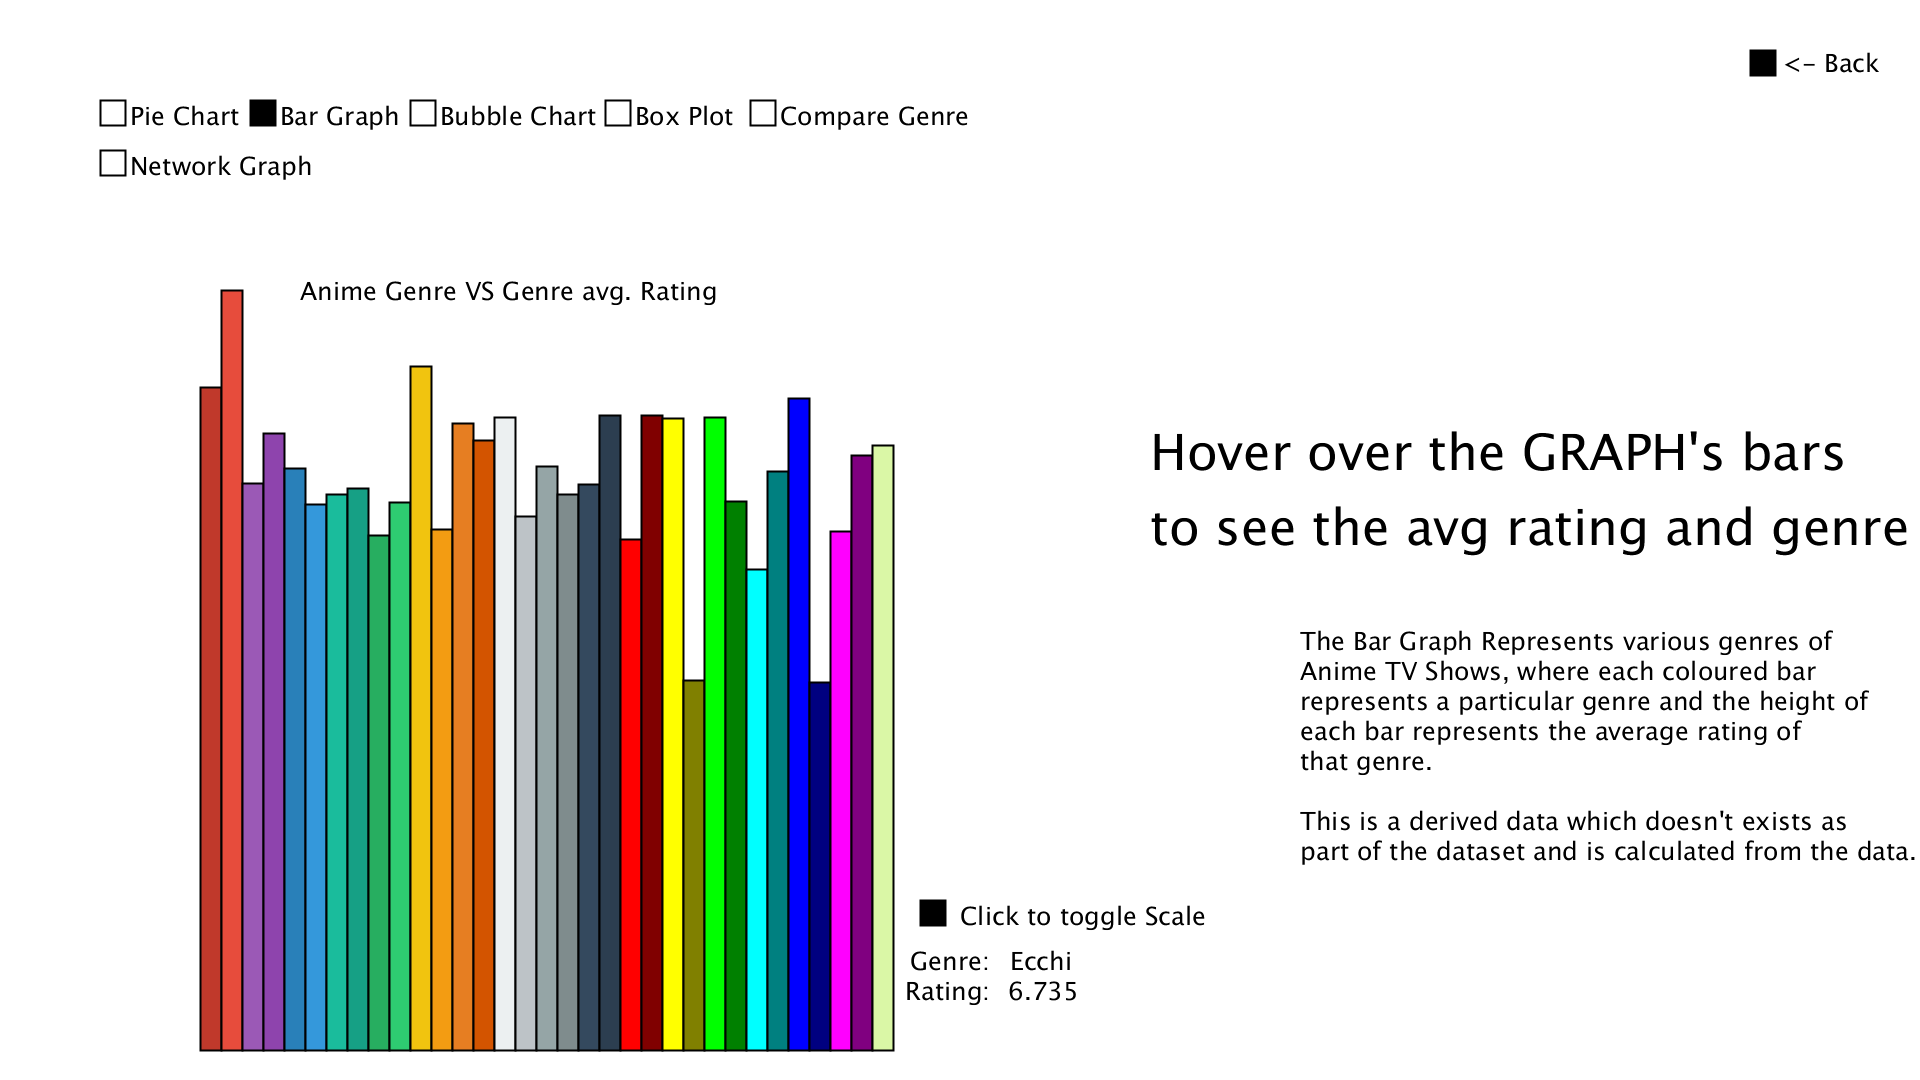 <- Back
Pie Chart Bar Graph Bubble Chart Box Plot Compare Genre
Network Graph
Anime Genre VS Genre avg. Rating
Hover over the GRAPH's bars
to see the avg rating and genre
The Bar Graph Represents various genres of
Anime TV Shows, where each coloured bar
represents a particular genre and the height of
each bar represents the average rating of
that genre.
This is a derived data which doesn't exists as
part of the dataset and is calculated from the data.
Click to toggle Scale
Genre: Ecchi
Rating: 6.735